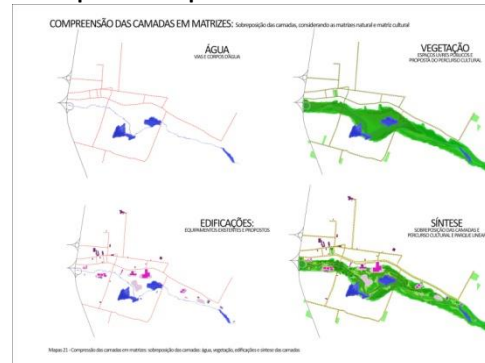 COMPREENSÃO DAS CAMADAS EM MATRIZES: Sobreposição das camadas, considerando as matrizes natural e matriz cultural
ÁGUA
VIAS E CORPOS D'ÁGUA
VEGETAÇÃO
ESPAÇOS LIVRES PÚBLICOS E
PROPOSTA DO PERCURSO CULTURAL
EDIFICAÇÕES:
EQUIPAMENTOS EXISTENTES E PROPOSTOS
SÍNTESE
SOBREPOSIÇÃO DAS CAMADAS E
PERCURSO CULTURAL E PARQUE LINEAR
Mapas 21 - Compressão das camadas em matrizes: sobreposição das camadas: água, vegetação, edificações e síntese das camadas